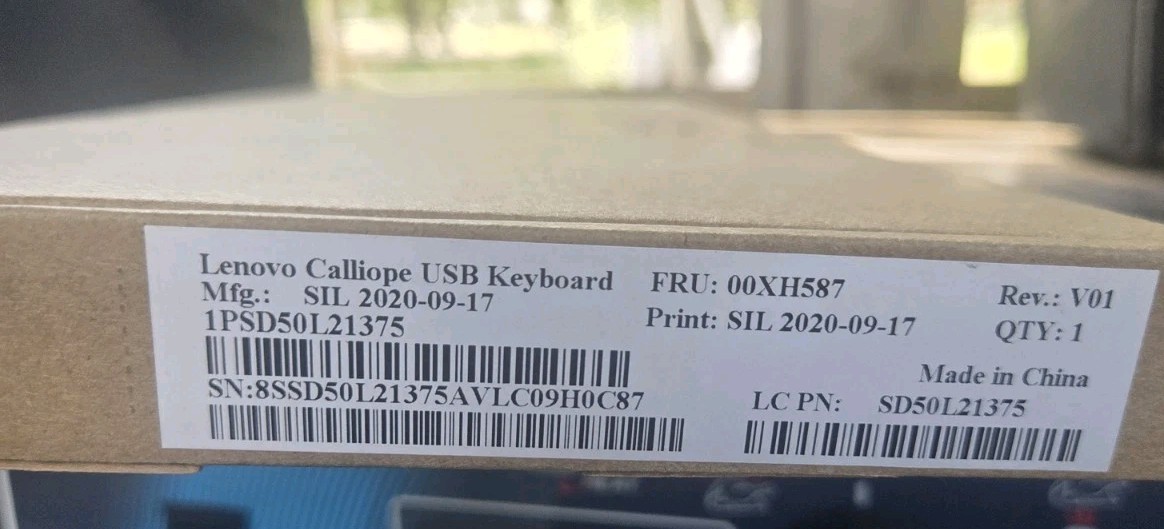 Lenovo Calliope USB Keyboard FRU: 00XH587 Rev.: V01
Mfg.: SIL 2020-09-17 Print: SIL 2020-09-17 QTY: 1
1PSD50L21375
Made in China
SN:8SSD50L21375AVLC09H0C87 LC PN: SD50L21375